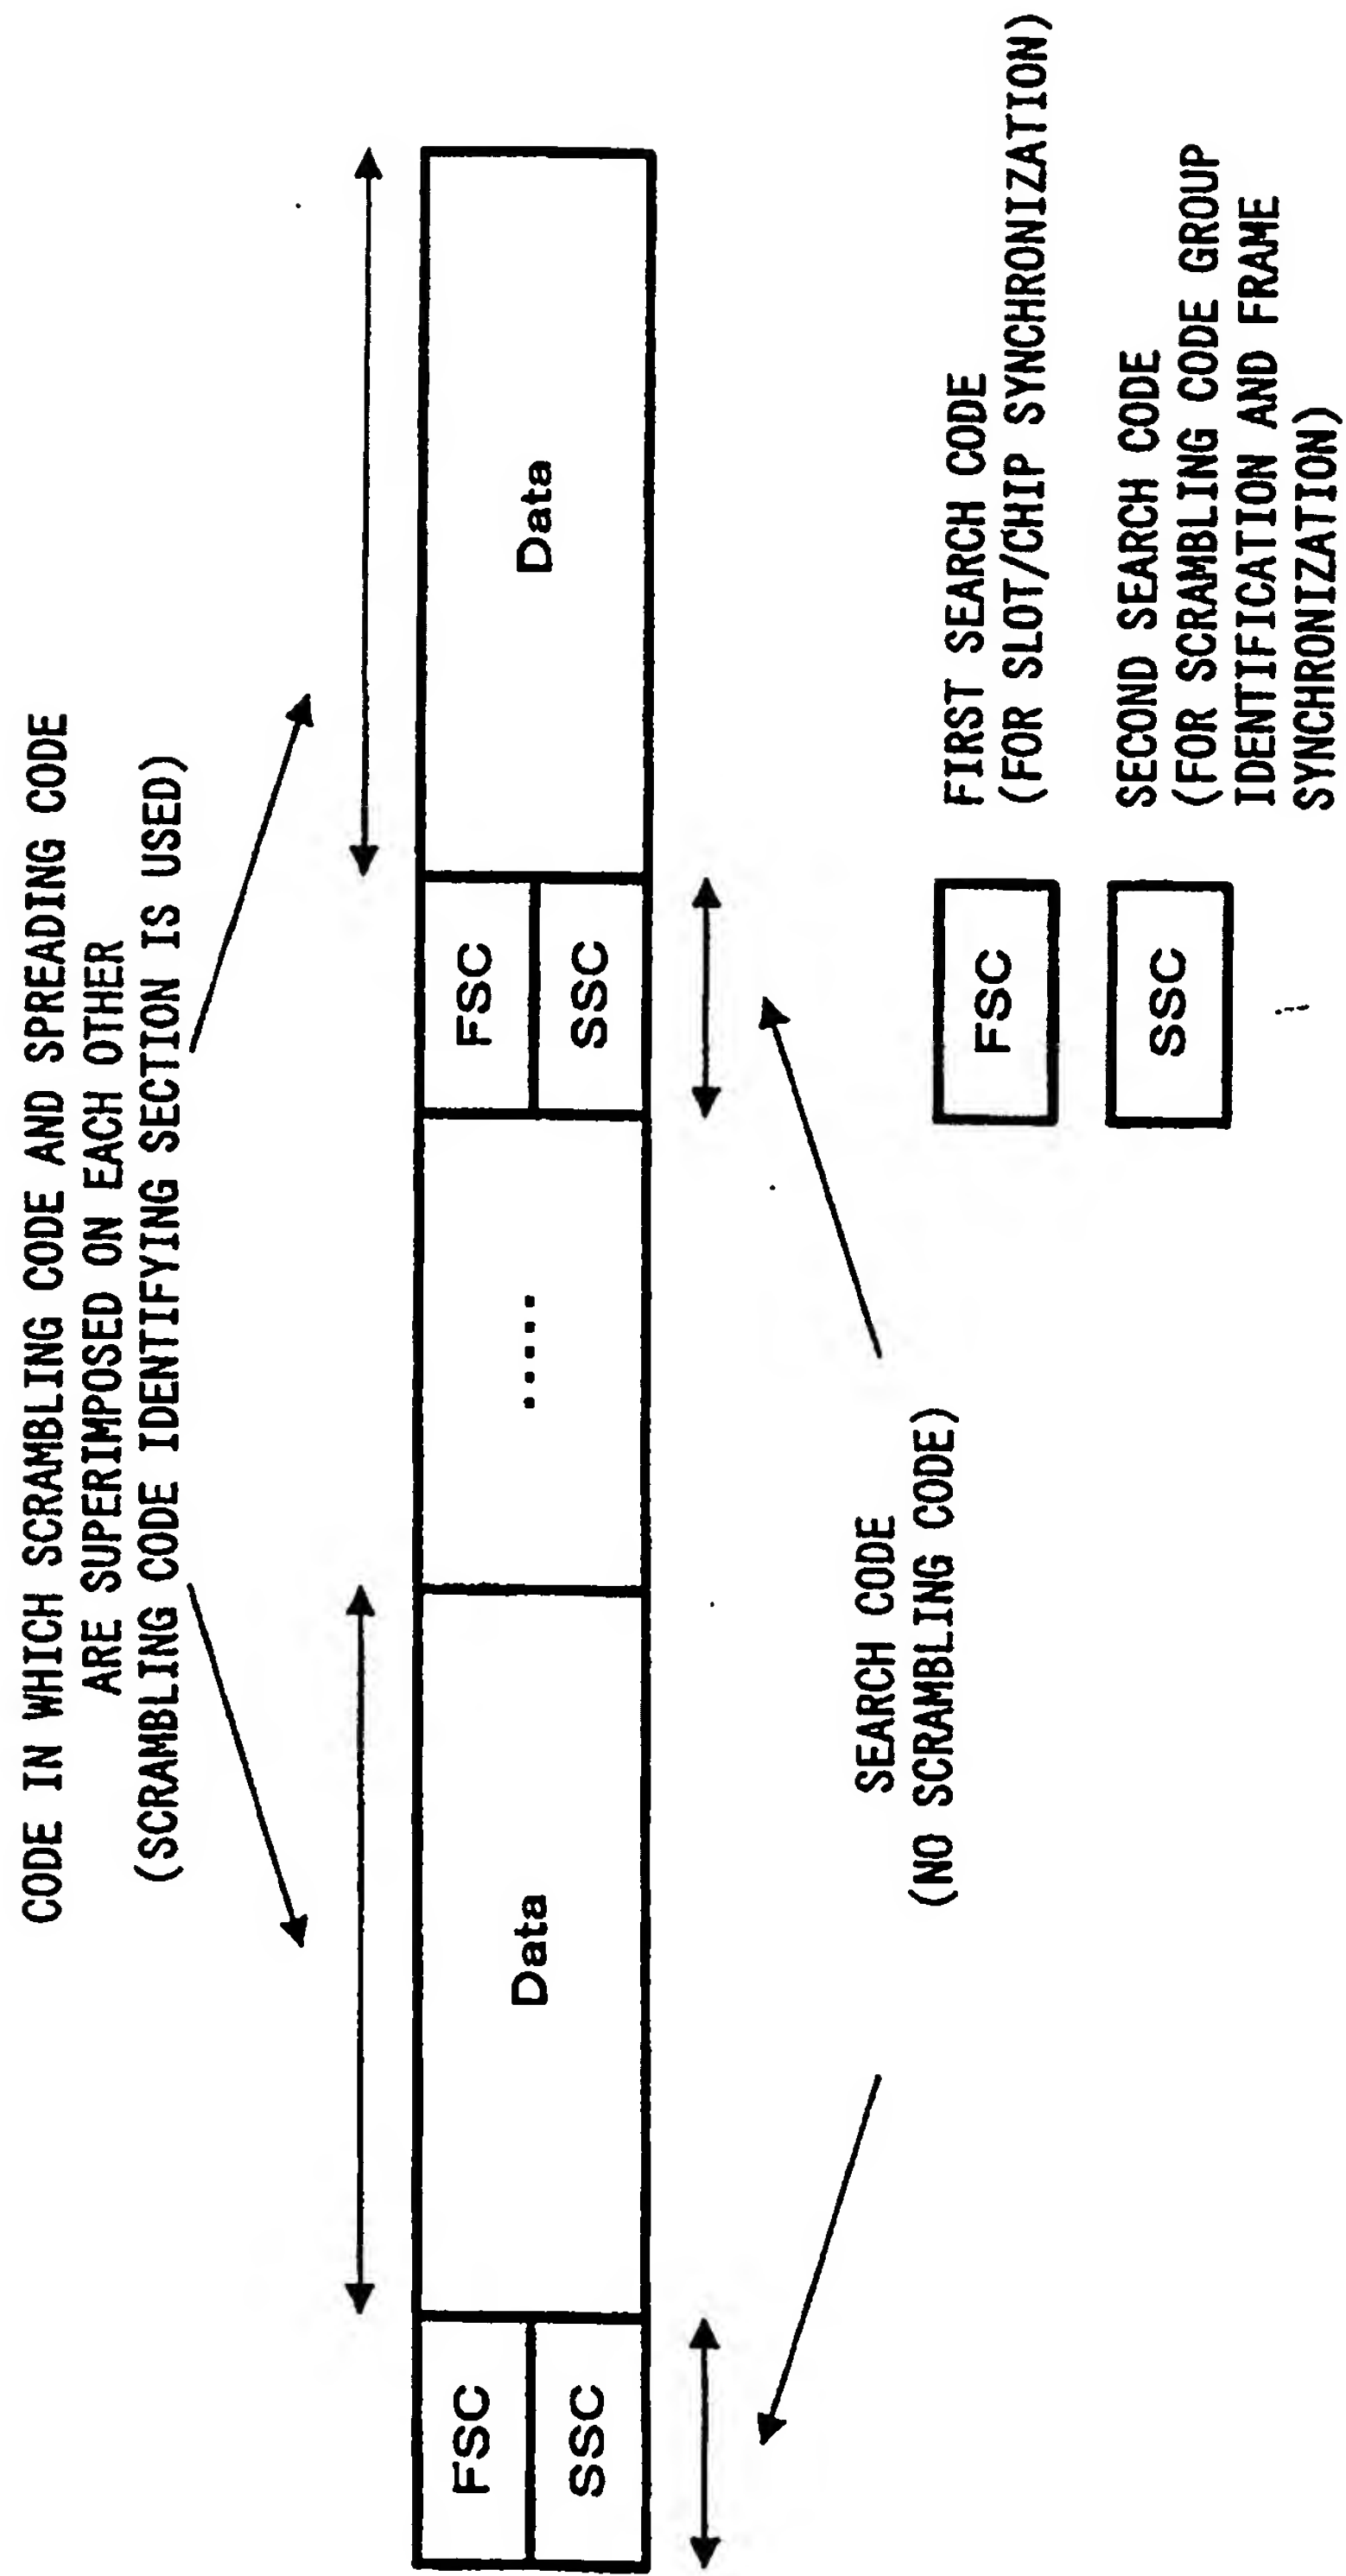 CODE IN WHICH SCRAMBLING CODE AND SPREADING CODE
ARE SUPERIMPOSED ON EACH OTHER
(SCRAMBLING CODE IDENTIFYING SECTION IS USED)
FSC
SSC
Data
.....
FSC
SSC
Data
SEARCH CODE
(NO SCRAMBLING CODE)
FSC
FIRST SEARCH CODE
(FOR SLOT/CHIP SYNCHRONIZATION)
SSC
SECOND SEARCH CODE
(FOR SCRAMBLING CODE GROUP
IDENTIFICATION AND FRAME
SYNCHRONIZATION)